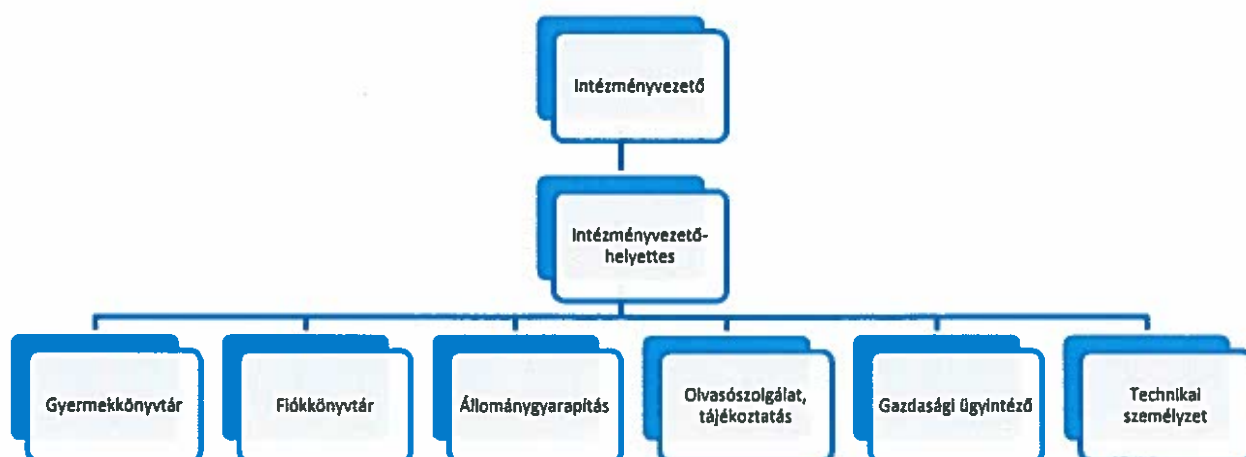 Intézményvezető
Intézményvezető-
helyettes
Gyermekkönyvtár
Fiókkönyvtár
Állománygyarapítás
Olvasószolgálat,
tájékoztatás
Gazdasági ügyintéző
Technikai
személyzet